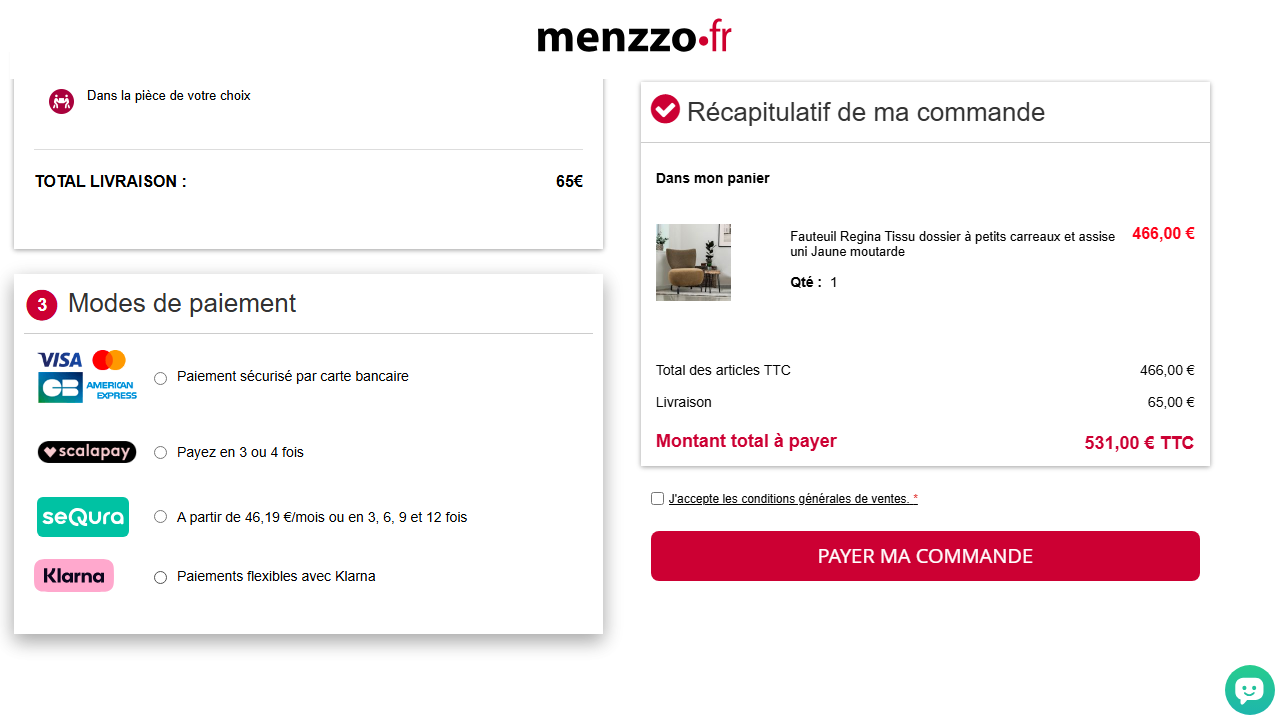 menzzo•fr
Dans la pièce de votre choix
TOTAL LIVRAISON :
65€
3
Modes de paiement
VISA
CB
AMERICAN
EXPRESS
Paiement sécurisé par carte bancaire
scalapay
Payez en 3 ou 4 fois
seQura
A partir de 46,19 €/mois ou en 3, 6, 9 et 12 fois
Klarna
Paiements flexibles avec Klarna
Récapitulatif de ma commande
Dans mon panier
Fauteuil Regina Tissu dossier à petits carreaux et assise
466,00 €
uni Jaune moutarde
Qté : 1
Total des articles TTC
466,00 €
Livraison
65,00 €
Montant total à payer
531,00 € TTC
J'accepte les conditions générales de ventes. *
PAYER MA COMMANDE